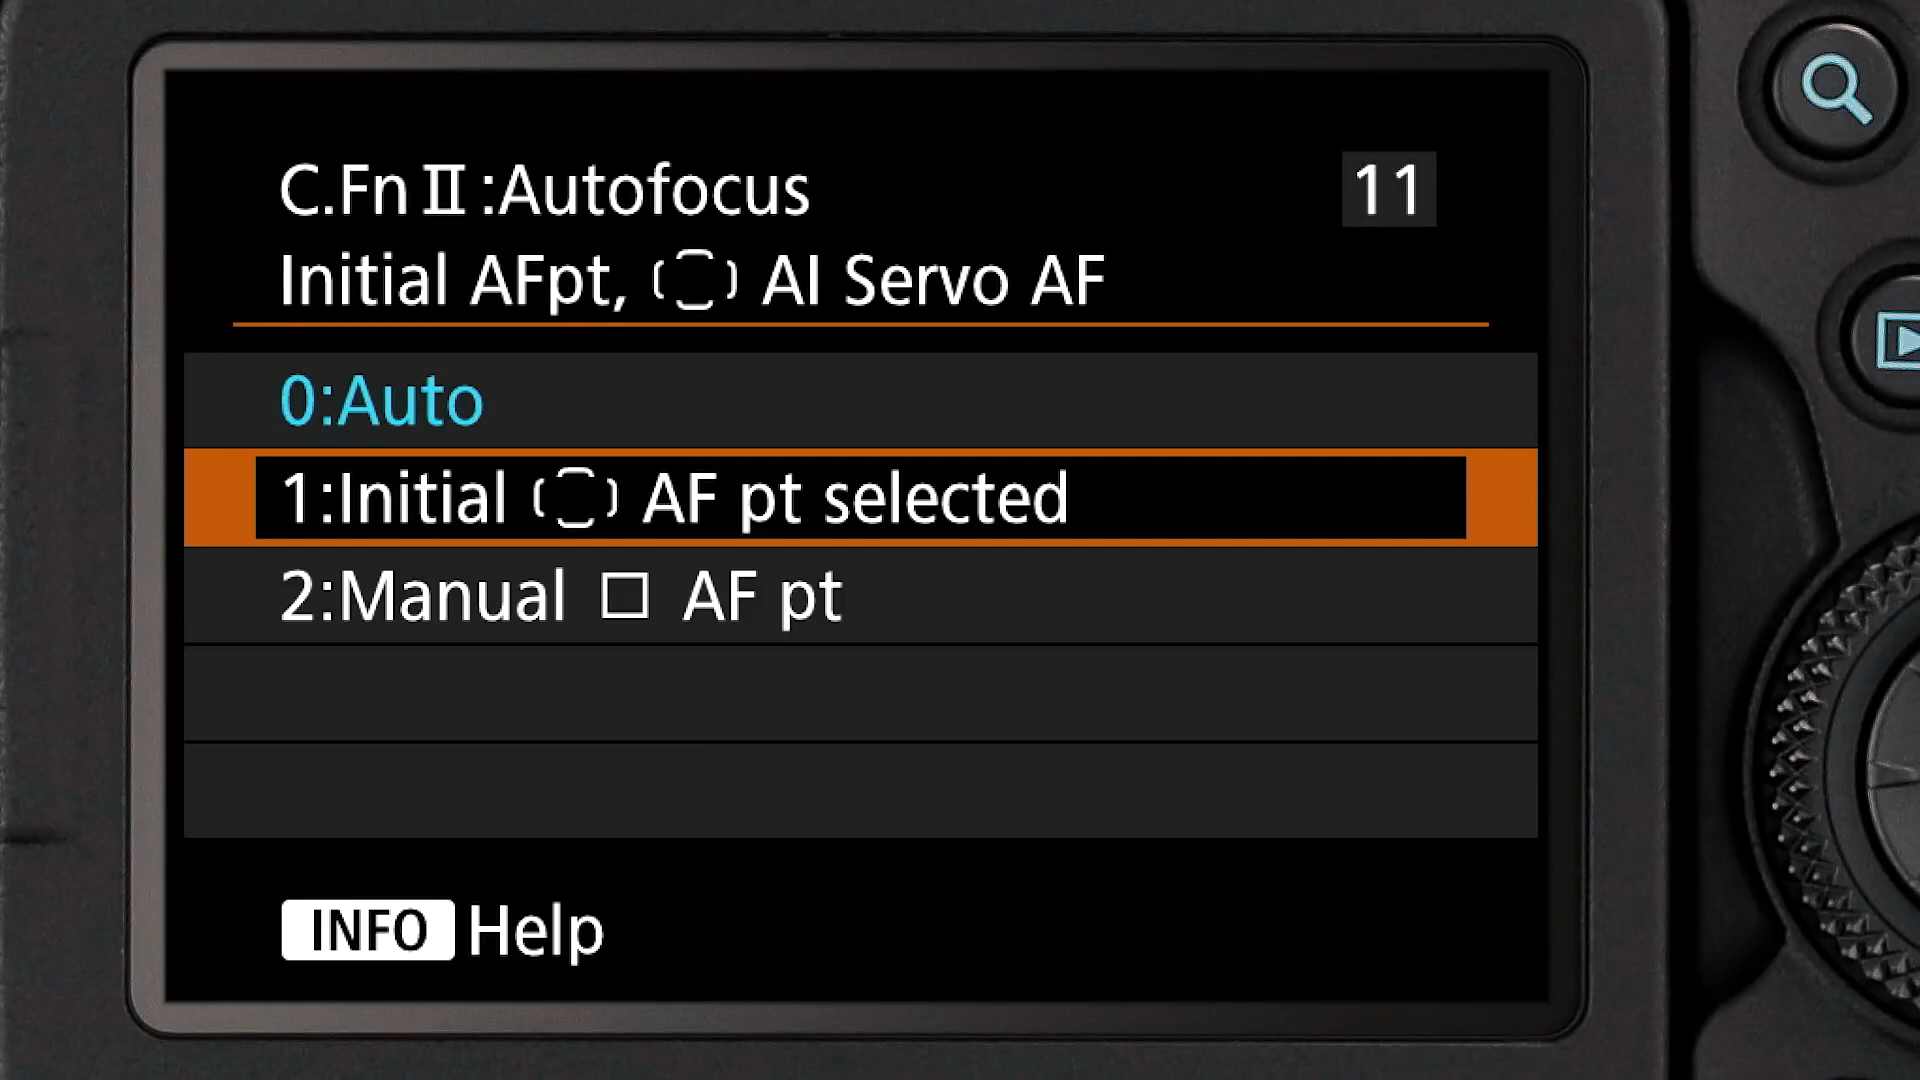 C.Fn II :Autofocus
11
Initial AFpt, AI Servo AF
0:Auto
1:Initial AF pt selected
2:Manual □ AF pt
INFO Help